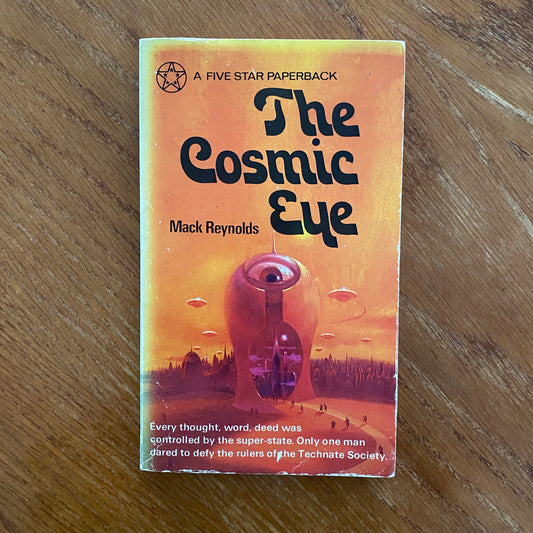 A FIVE STAR PAPERBACK
The
Cosmic
Eye
Mack Reynolds
Every thought, word, deed was
controlled by the super-state. Only one man
dared to defy the rulers of the Technate Society.